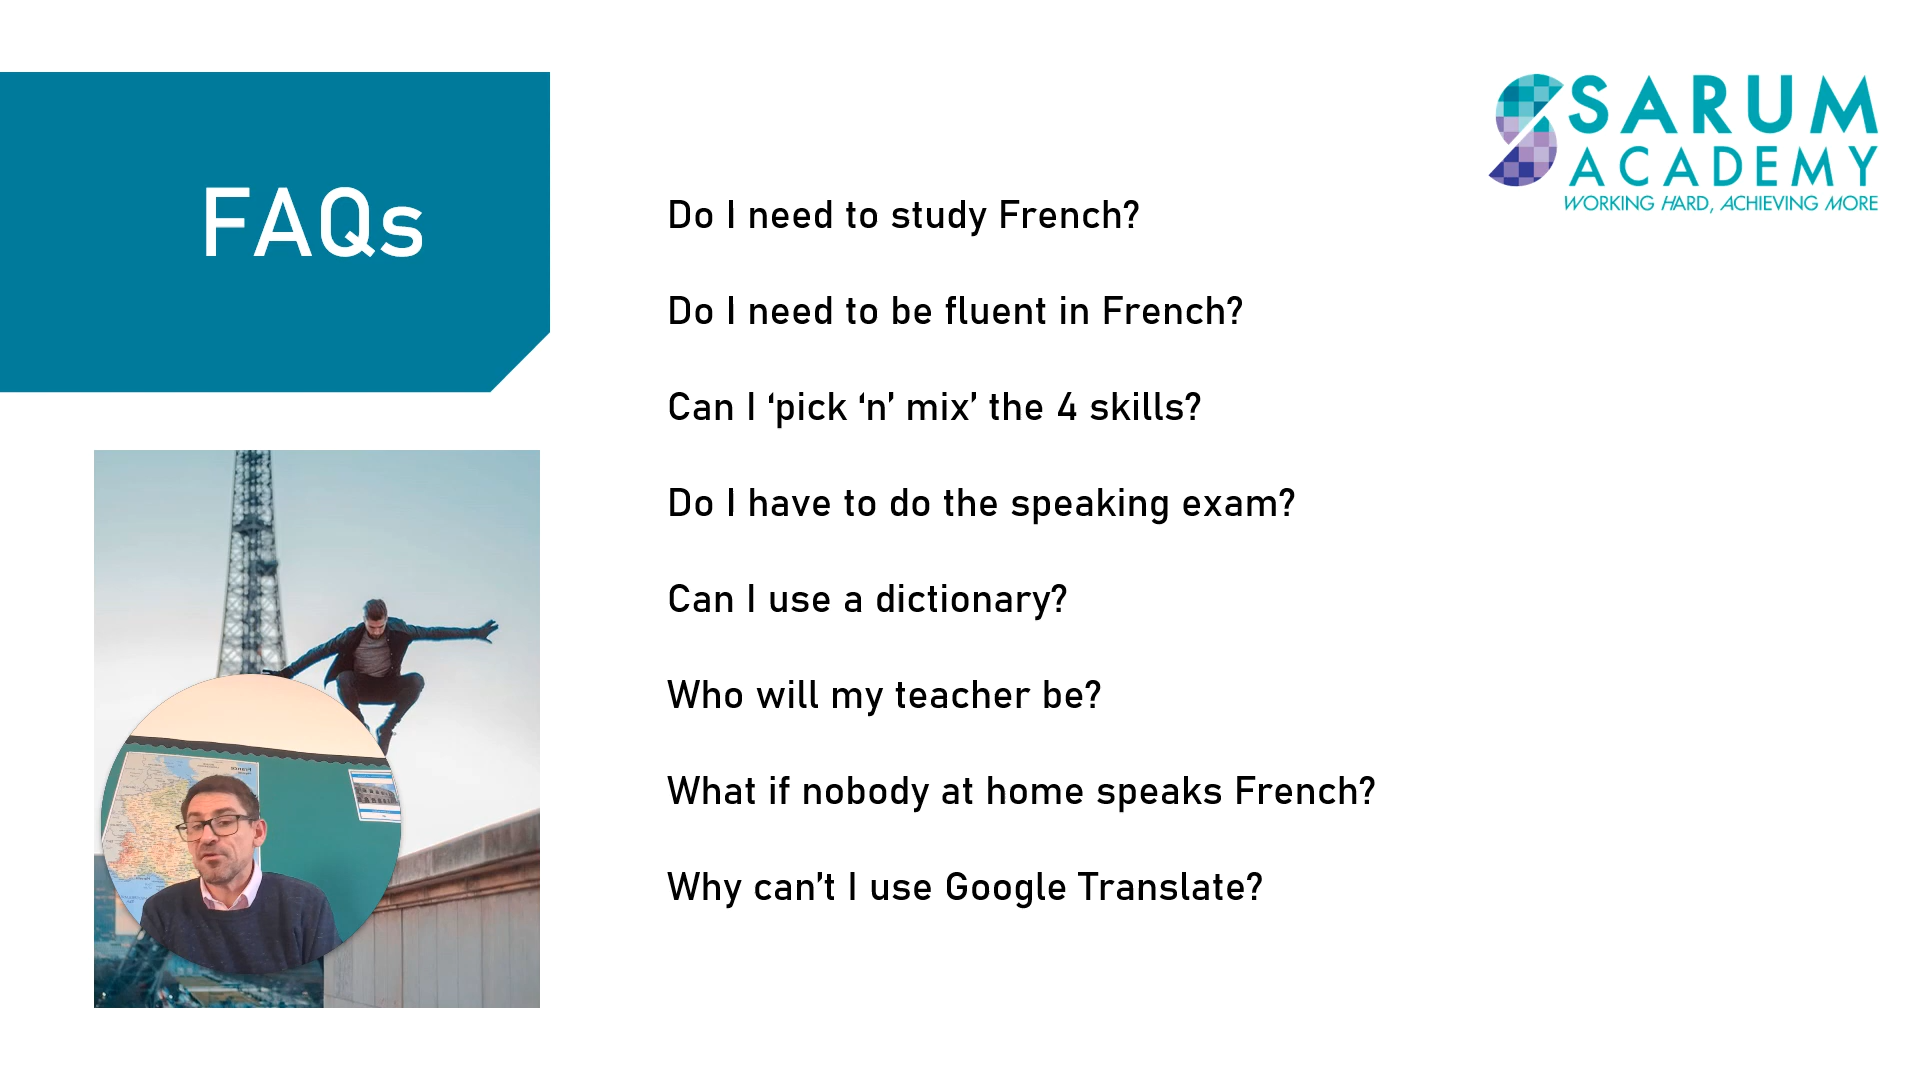 FAQs
SARUM
ACADEMY
WORKING HARD, ACHIEVING MORE
Do I need to study French?
Do I need to be fluent in French?
Can I ‘pick ‘n’ mix’ the 4 skills?
Do I have to do the speaking exam?
Can I use a dictionary?
Who will my teacher be?
What if nobody at home speaks French?
Why can’t I use Google Translate?